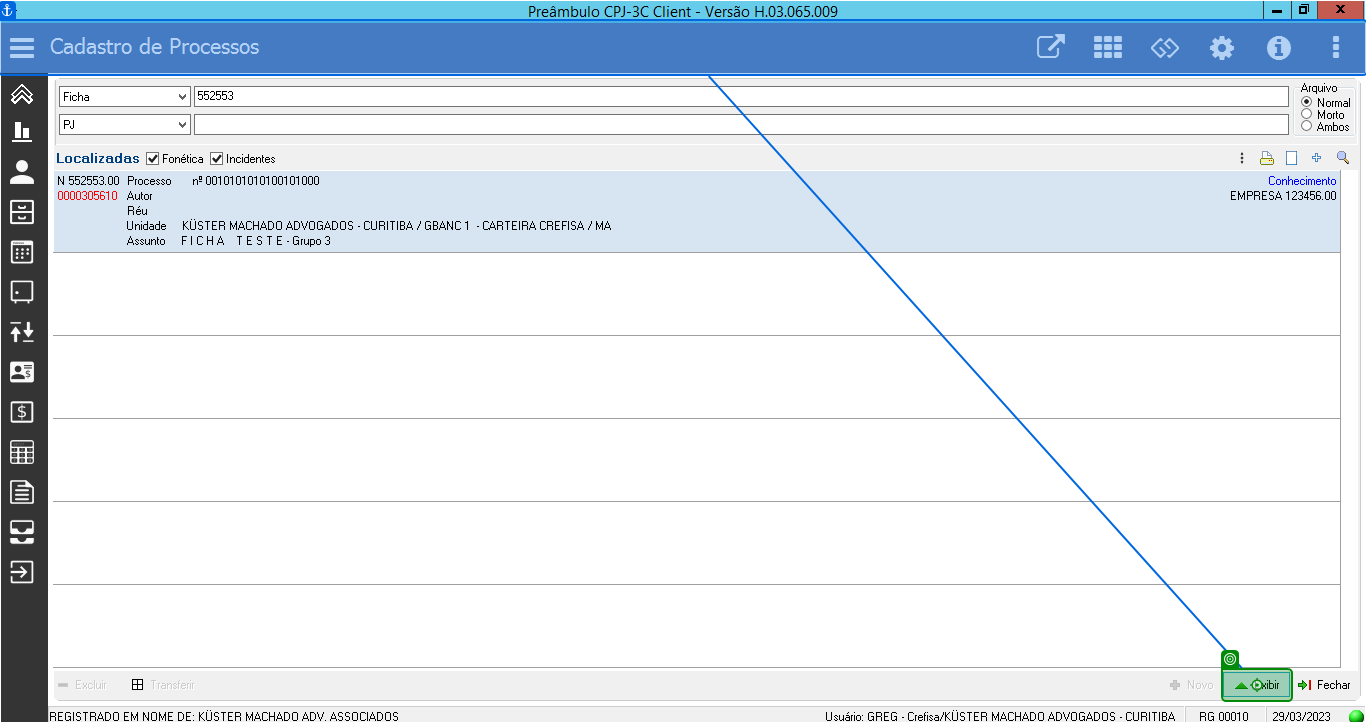 Preâmbulo CPJ-3C Client - Versão H.03.065.009
Cadastro de Processos
Ficha 552553
PJ
Arquivo
Normal
Morto
Ambos
Localizadas Fonética Incidentes
N 552553.00 Processo nº 0010101010100101000 Conhecimento
0000305610 Autor EMPRESA 123456.00
Réu
Unidade KÜSTER MACHADO ADVOGADOS - CURITIBA / GBANC 1 - CARTEIRA CREFISA / MA
Assunto F I C H A T E S T E - Grupo 3
Excluir Transferir Novo Exibir Fechar
REGISTRADO EM NOME DE: KÜSTER MACHADO ADV. ASSOCIADOS Usuário: GREG - Crefisa/KÜSTER MACHADO ADVOGADOS - CURITIBA RG 00010 29/03/2023